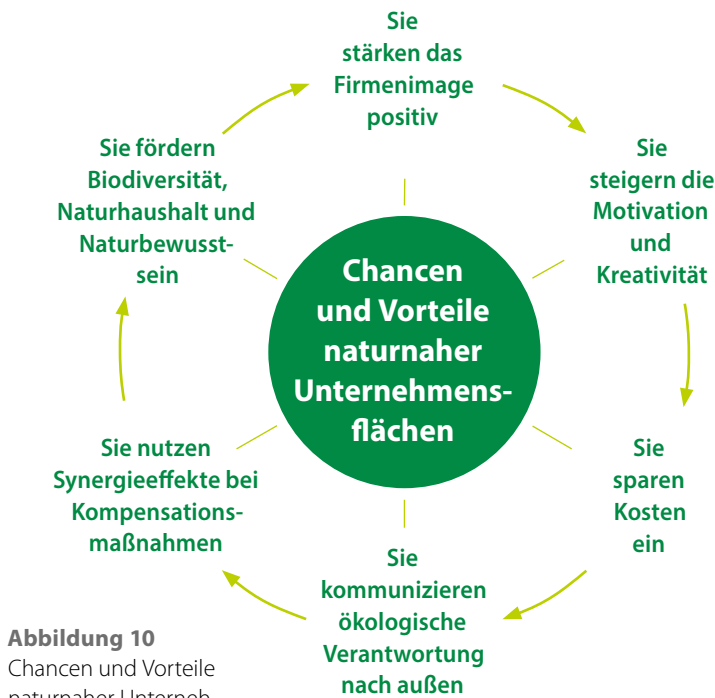 Sie
stärken das
Firmenimage
positiv
Sie
steigern die
Motivation
und
Kreativität
Sie
sparen
Kosten
ein
Sie
kommunizieren
ökologische
Verantwortung
nach außen
Sie nutzen
Synergieeffekte bei
Kompensations-
maßnahmen
Sie fördern
Biodiversität,
Naturhaushalt und
Naturbewusst-
sein
Chancen
und Vorteile
naturnaher
Unternehmens-
flächen
Abbildung 10
Chancen und Vorteile
naturnaher Unterneh-